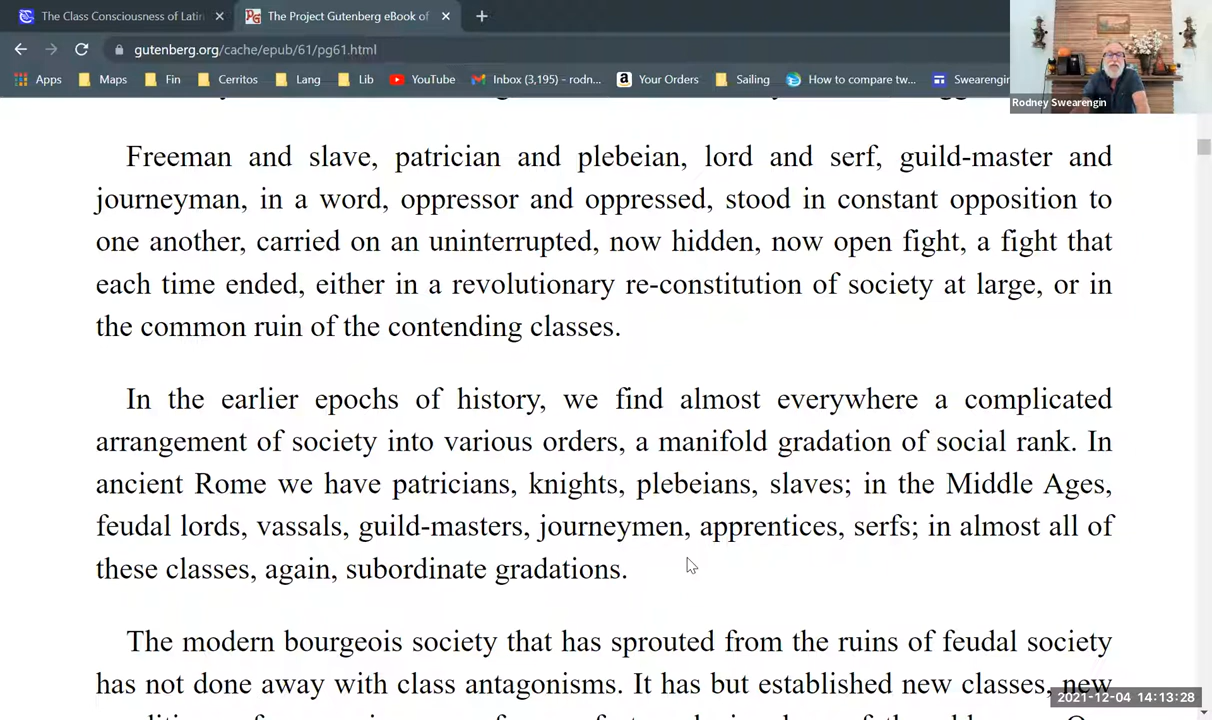 The Class Consciousness of Latin
The Project Gutenberg eBook of
gutenberg.org/cache/epub/61/pg61.html
Apps Maps Fin Cerritos Lang Lib YouTube Inbox (3,195) - rodn... Your Orders Sailing How to compare tw... Swearengin
Rodney Swearengin
Freeman and slave, patrician and plebeian, lord and serf, guild-master and
journeyman, in a word, oppressor and oppressed, stood in constant opposition to
one another, carried on an uninterrupted, now hidden, now open fight, a fight that
each time ended, either in a revolutionary re-constitution of society at large, or in
the common ruin of the contending classes.
In the earlier epochs of history, we find almost everywhere a complicated
arrangement of society into various orders, a manifold gradation of social rank. In
ancient Rome we have patricians, knights, plebeians, slaves; in the Middle Ages,
feudal lords, vassals, guild-masters, journeymen, apprentices, serfs; in almost all of
these classes, again, subordinate gradations.
The modern bourgeois society that has sprouted from the ruins of feudal society
has not done away with class antagonisms. It has but established new classes, new
2021-12-04 14:13:28